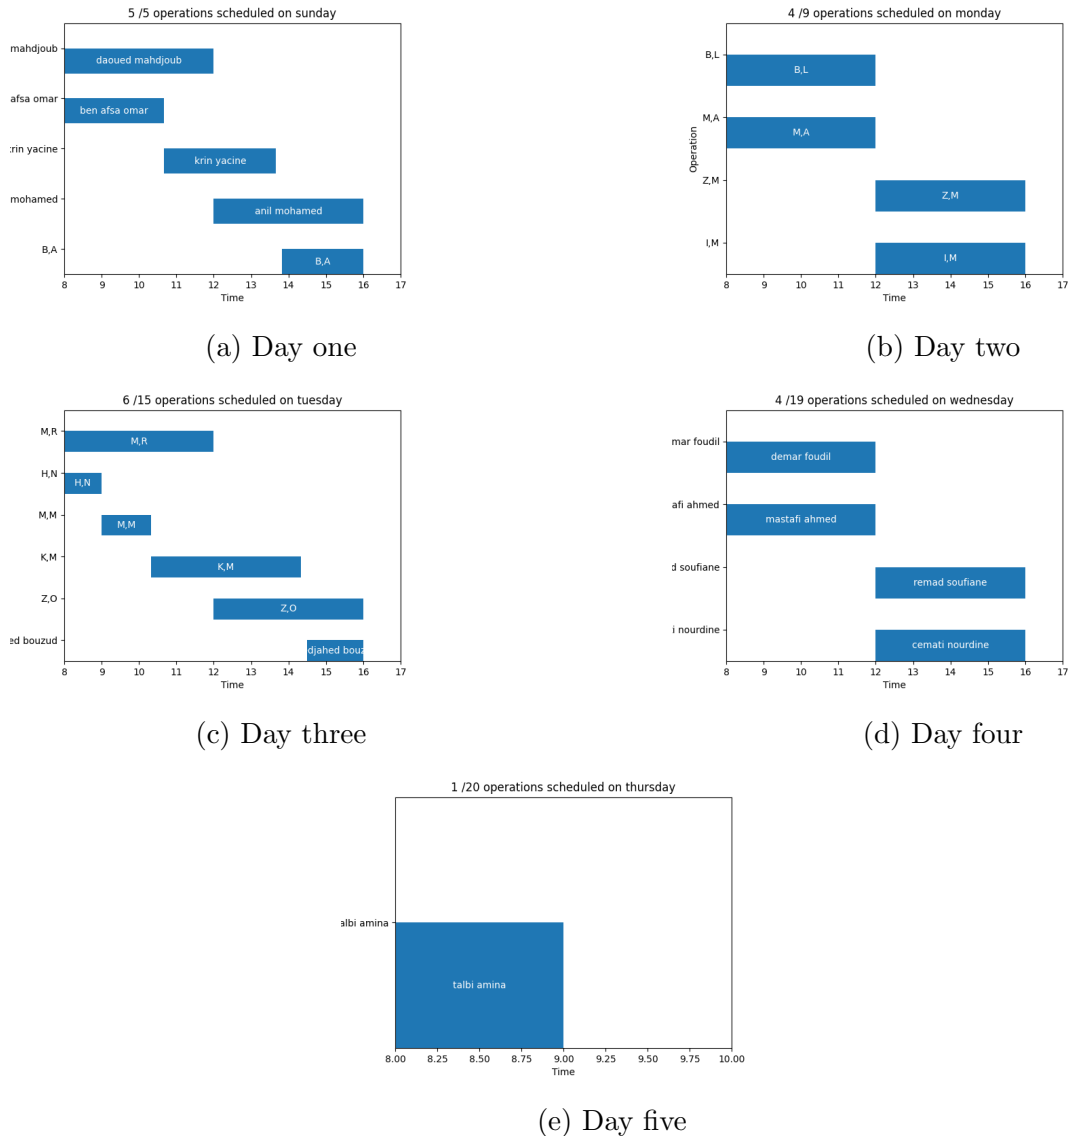 5 /5 operations scheduled on sunday
mahdjoub
daoued mahdjoub
afsa omar
ben afsa omar
krin yacine
krin yacine
mohamed
anil mohamed
B,A
B,A
8 9 10 11 12 13 14 15 16 17
Time
(a) Day one
4 /9 operations scheduled on monday
Operation
B,L
B,L
M,A
M,A
Z,M
Z,M
I,M
I,M
8 9 10 11 12 13 14 15 16 17
Time
(b) Day two
6 /15 operations scheduled on tuesday
M,R
M,R
H,N
H,N
M,M
M,M
K,M
K,M
Z,O
Z,O
ed bouzud
djahed bouz
8 9 10 11 12 13 14 15 16 17
Time
(c) Day three
4 /19 operations scheduled on wednesday
mar foudil
demar foudil
afi ahmed
mastafi ahmed
d soufiane
remad soufiane
i nourdine
cemati nourdine
8 9 10 11 12 13 14 15 16 17
Time
(d) Day four
1 /20 operations scheduled on thursday
albi amina
talbi amina
8.00 8.25 8.50 8.75 9.00 9.25 9.50 9.75 10.00
Time
(e) Day five